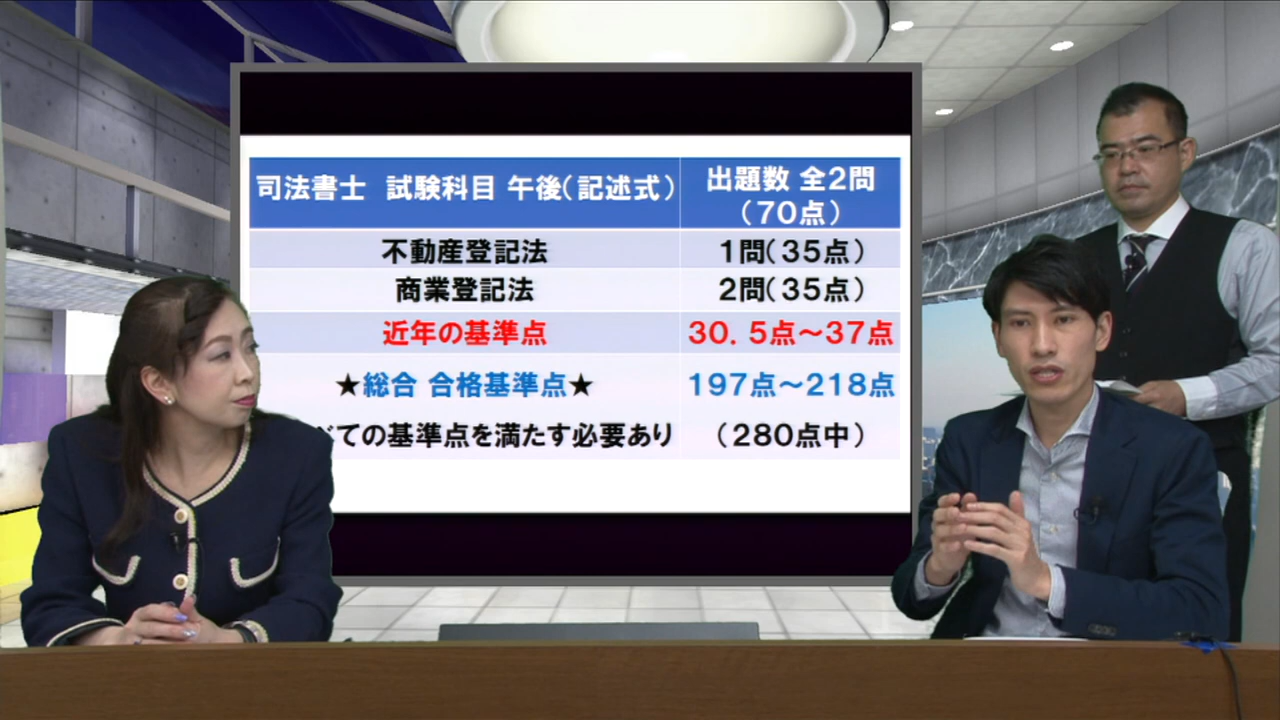 司法書士 試験科目 午後(記述式)
出題数 全2問
(70点)
不動産登記法
1問(35点)
商業登記法
2問(35点)
近年の基準点
30.5点~37点
★総合 合格基準点★
197点~218点
ての基準点を満たす必要あり
(280点中)